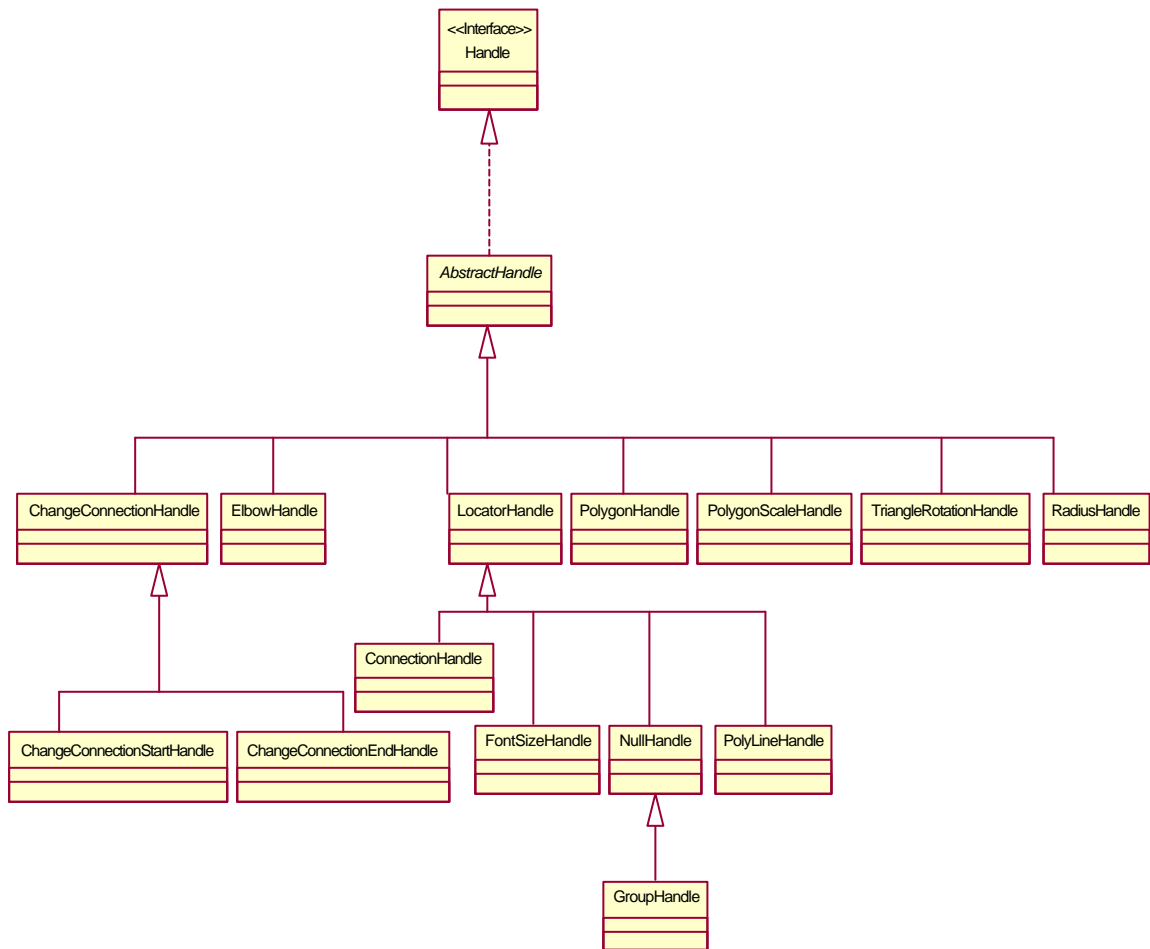 <<Interface>>
Handle
AbstractHandle
ChangeConnectionHandle
ElbowHandle
LocatorHandle
PolygonHandle
PolygonScaleHandle
TriangleRotationHandle
RadiusHandle
ConnectionHandle
ChangeConnectionStartHandle
ChangeConnectionEndHandle
FontSizeHandle
NullHandle
PolyLineHandle
GroupHandle